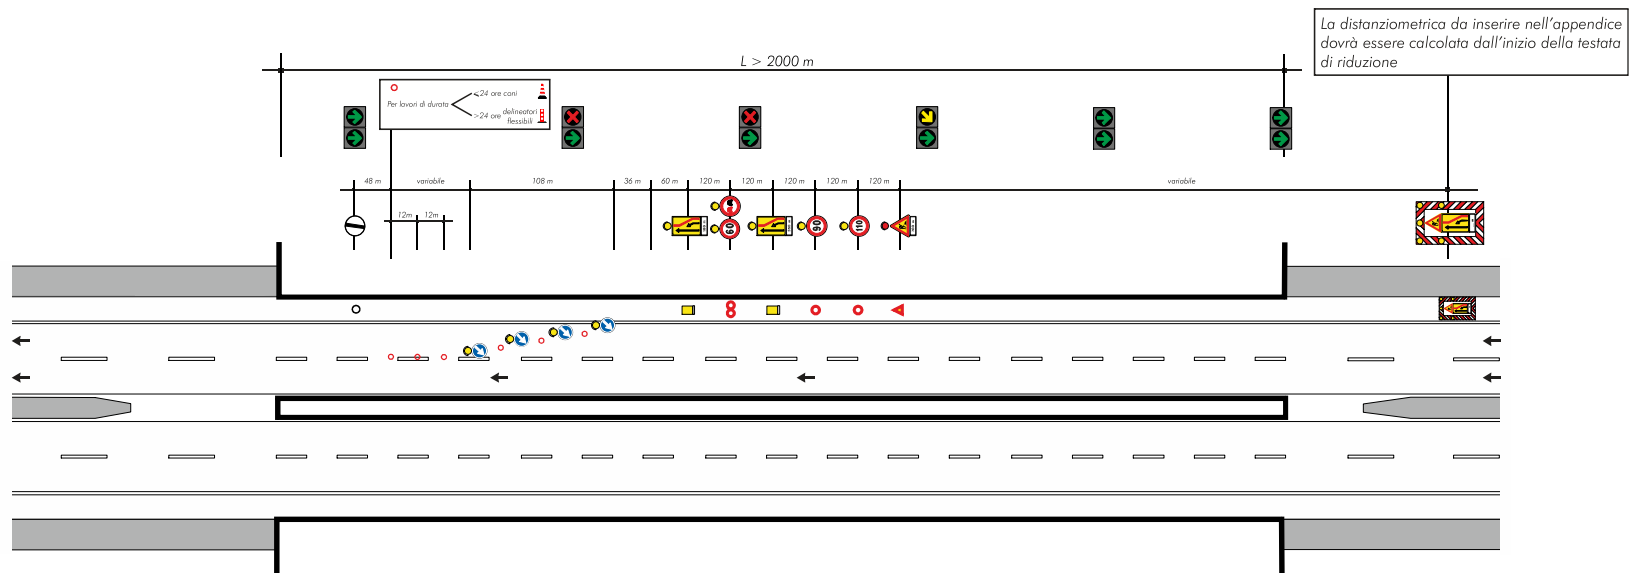 La distanziometrica da inserire nell'appendice
dovrà essere calcolata dall'inizio della testata
di riduzione
L > 2000 m
Per lavori di durata
<24 ore coni
>24 ore delineatori
flessibili
48 m variabile 108 m 36 m 60 m 120 m 120 m 120 m 120 m 120 m variabile
12m 12m
60
90
110